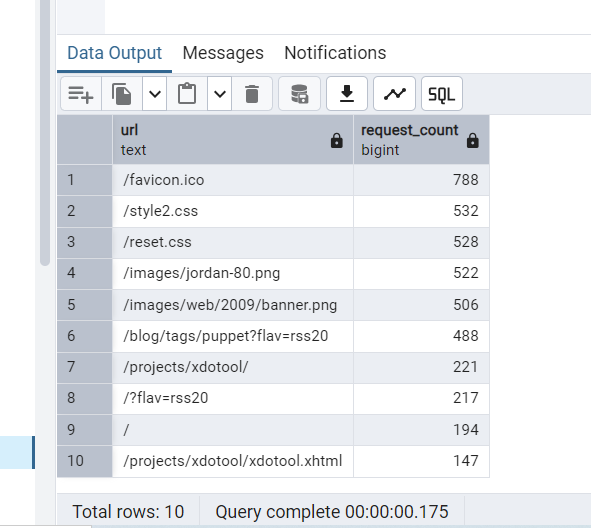 Data Output Messages Notifications
SQL
url request_count
text bigint
1 /favicon.ico 788
2 /style2.css 532
3 /reset.css 528
4 /images/jordan-80.png 522
5 /images/web/2009/banner.png 506
6 /blog/tags/puppet?flav=rss20 488
7 /projects/xdotool/ 221
8 /?flav=rss20 217
9 / 194
10 /projects/xdotool/xdotool.xhtml 147
Total rows: 10 Query complete 00:00:00.175